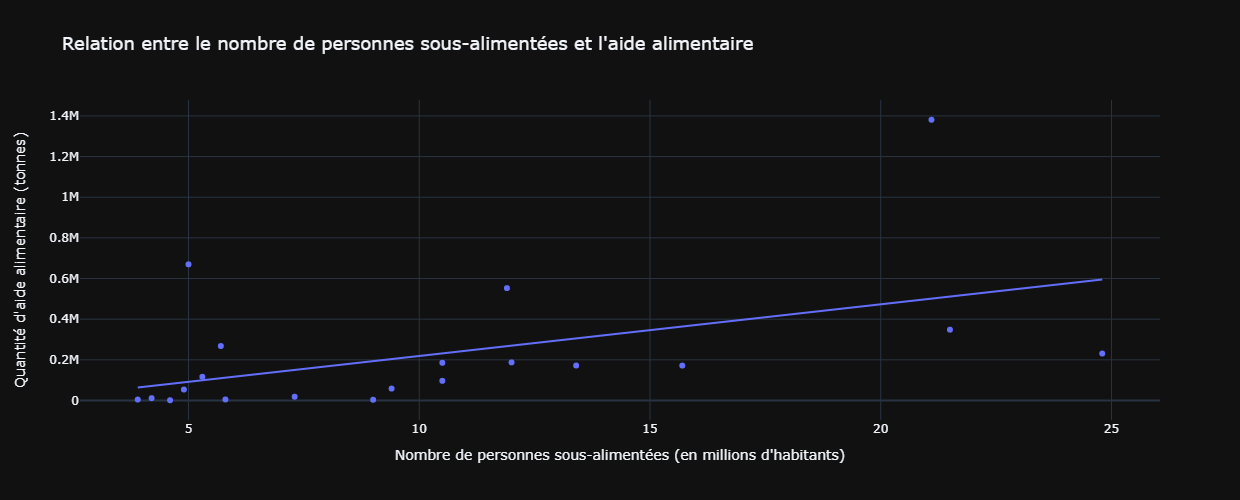 Relation entre le nombre de personnes sous-alimentées et l'aide alimentaire
Quantité d'aide alimentaire (tonnes)
1.4M
1.2M
1M
0.8M
0.6M
0.4M
0.2M
0
5
10
15
20
25
Nombre de personnes sous-alimentées (en millions d'habitants)